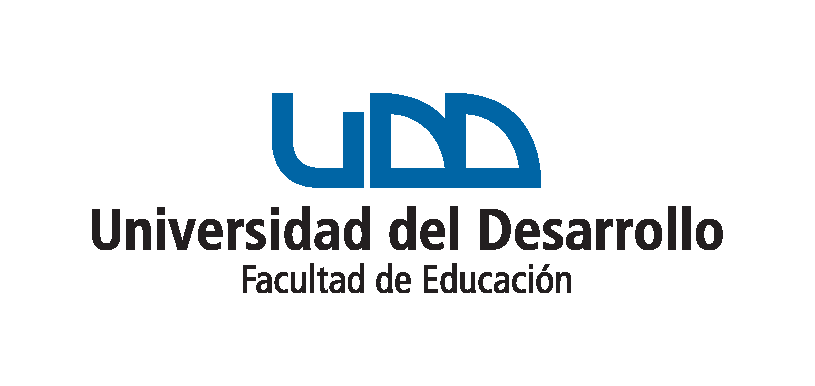 UDD
Universidad del Desarrollo
Facultad de Educación